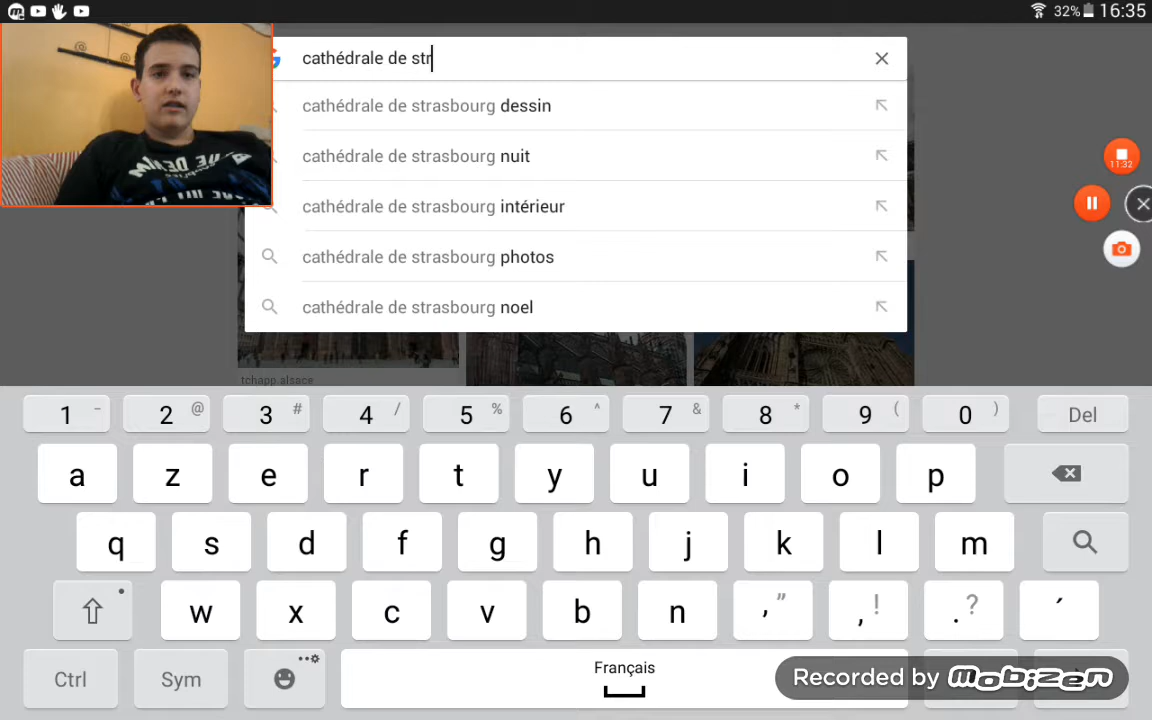 32% 16:35
cathédrale de str
11:32
cathédrale de strasbourg dessin
cathédrale de strasbourg nuit
cathédrale de strasbourg intérieur
cathédrale de strasbourg photos
cathédrale de strasbourg noel
tchapp.alsace
1 - 2 @ 3 # 4 / 5 % 6 ^ 7 & 8 * 9 ( 0 ) Del
a z e r t y u i o p
q s d f g h j k l m
w x c v b n ' " , ! . ? ´
Ctrl Sym Français
Recorded by mobizen